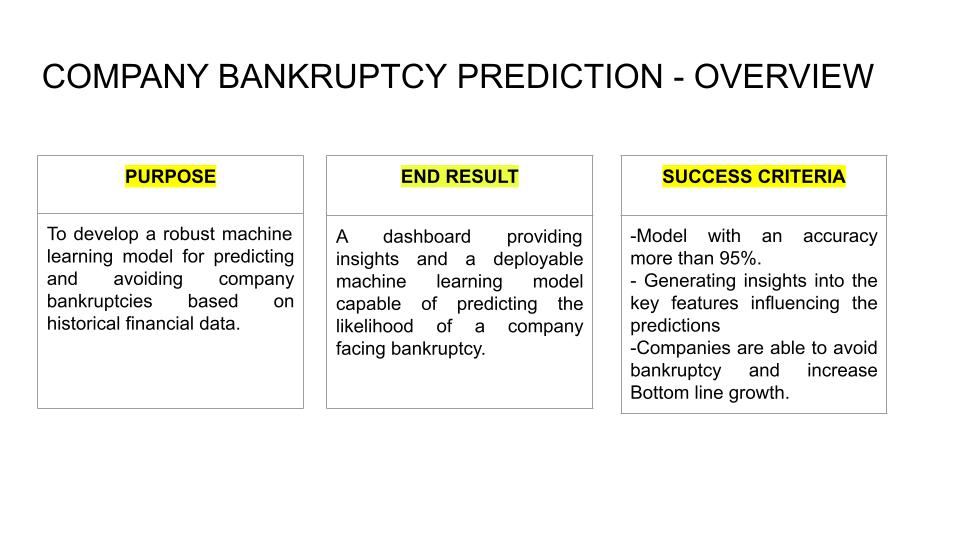 COMPANY BANKRUPTCY PREDICTION - OVERVIEW
PURPOSE
To develop a robust machine
learning model for predicting
and avoiding company
bankruptcies based on
historical financial data.
END RESULT
A dashboard providing
insights and a deployable
machine learning model
capable of predicting the
likelihood of a company
facing bankruptcy.
SUCCESS CRITERIA
-Model with an accuracy
more than 95%.
- Generating insights into the
key features influencing the
predictions
-Companies are able to avoid
bankruptcy and increase
Bottom line growth.